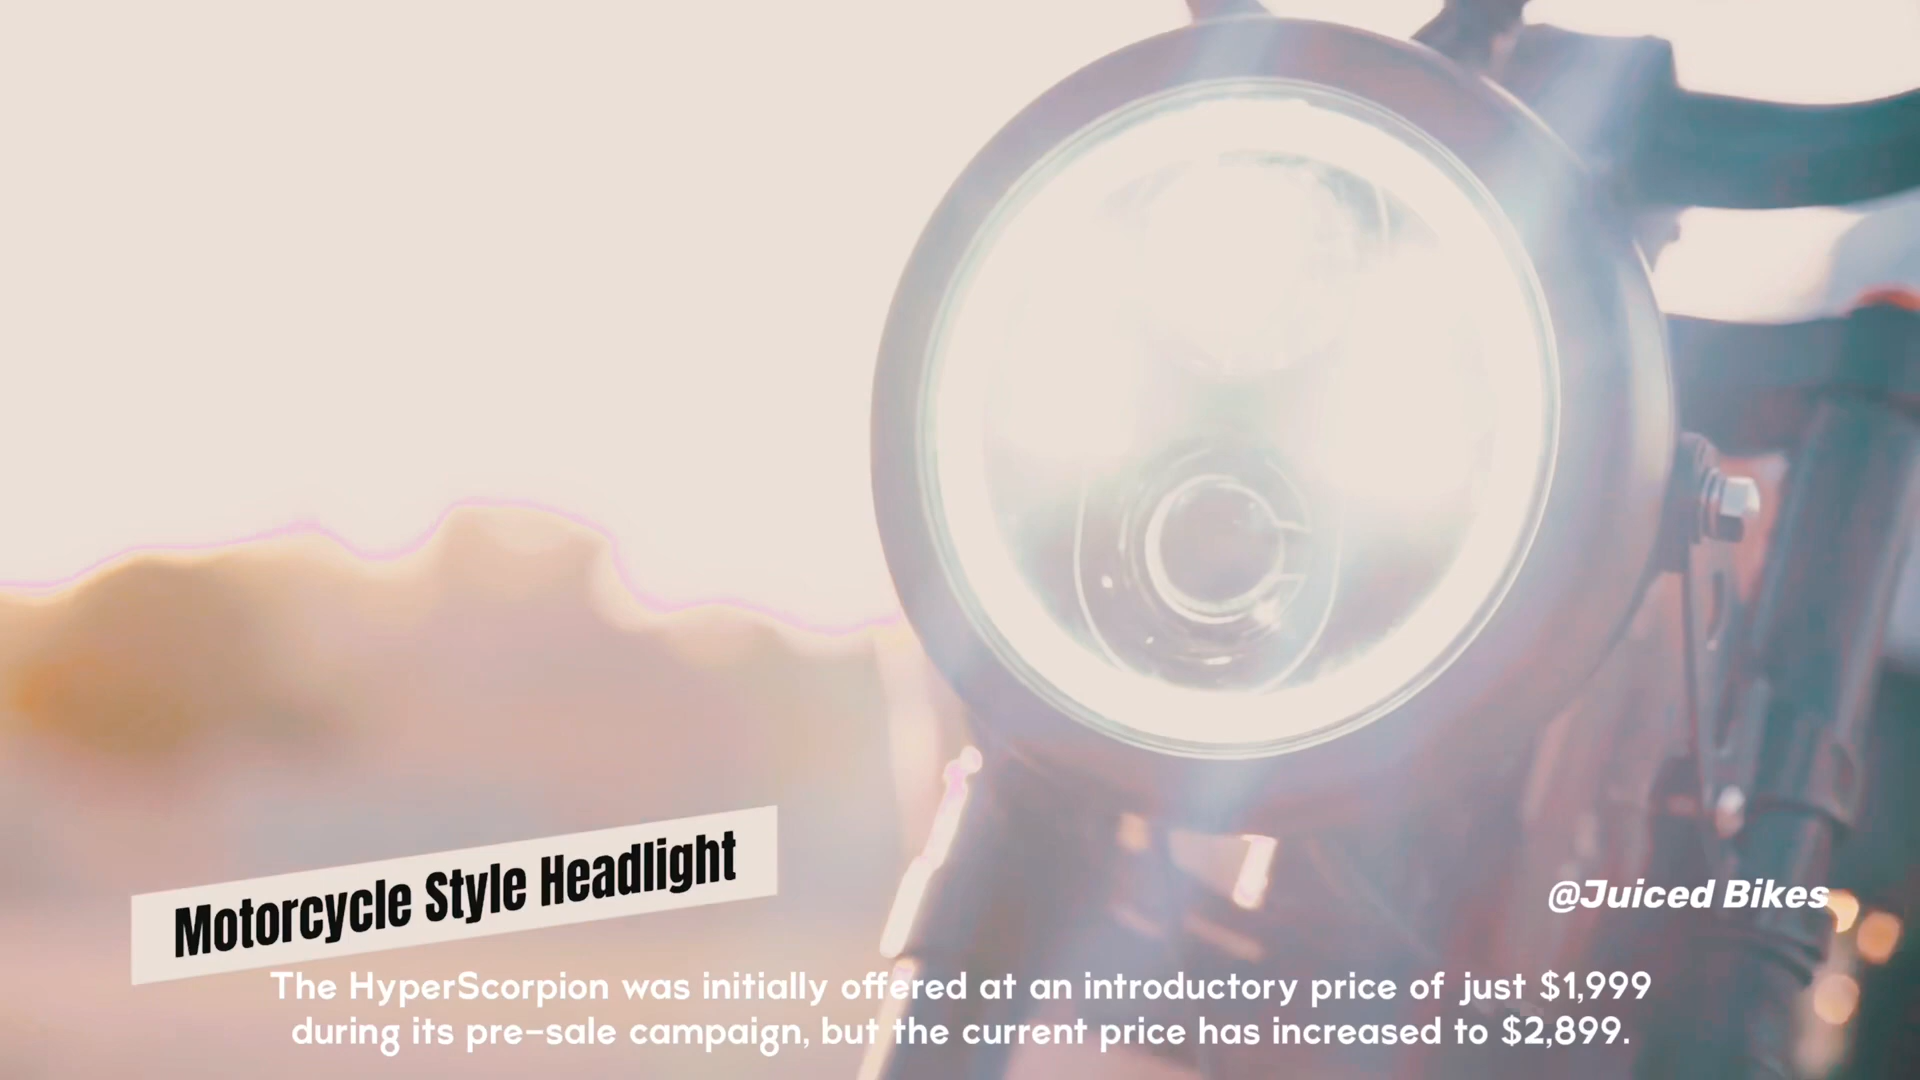 Motorcycle Style Headlight
@Juiced Bikes
The HyperScorpion was initially offered at an introductory price of just $1,999
during its pre-sale campaign, but the current price has increased to $2,899.